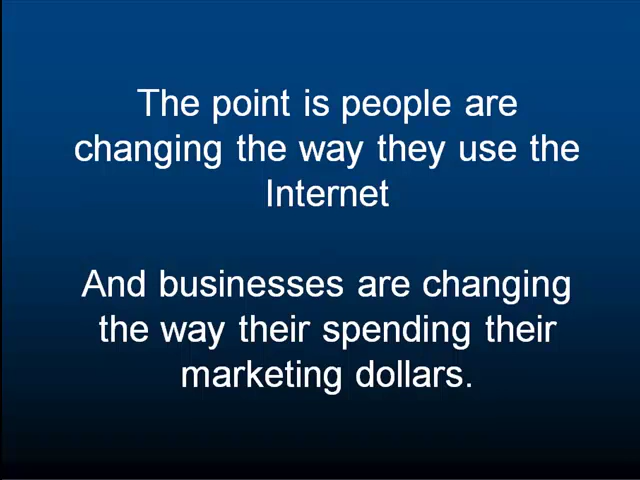 The point is people are
changing the way they use the
Internet
And businesses are changing
the way their spending their
marketing dollars.